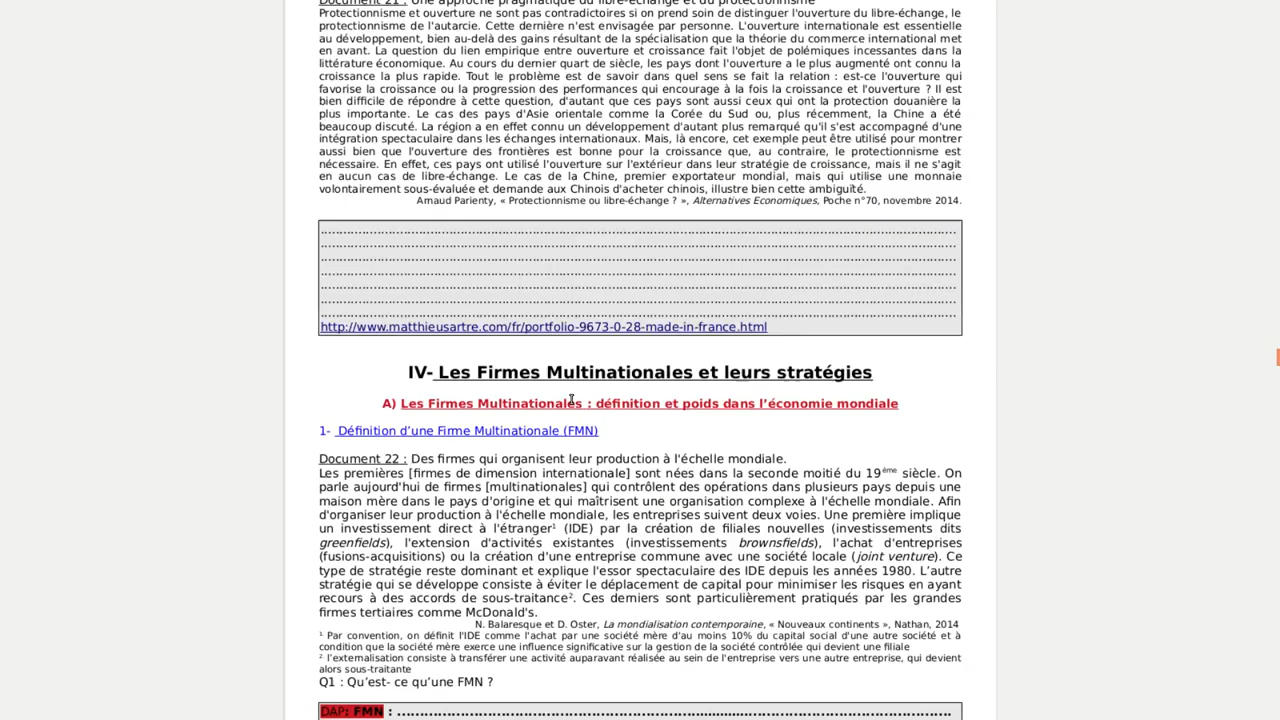 Document 21 : Une approche pragmatique du libre-échange et du protectionnisme
Protectionnisme et ouverture ne sont pas contradictoires si on prend soin de distinguer l'ouverture du libre-échange, le
protectionnisme de l'autarcie. Cette dernière n'est envisagée par personne. L'ouverture internationale est essentielle
au développement, bien au-delà des gains résultant de la spécialisation que la théorie du commerce international met
en avant. La question du lien empirique entre ouverture et croissance fait l'objet de polémiques incessantes dans la
littérature économique. Au cours du dernier quart de siècle, les pays dont l'ouverture a le plus augmenté ont connu la
croissance la plus rapide. Tout le problème est de savoir dans quel sens se fait la relation : est-ce l'ouverture qui
favorise la croissance ou la progression des performances qui encourage à la fois la croissance et l'ouverture ? Il est
bien difficile de répondre à cette question, d'autant que ces pays sont aussi ceux qui ont la protection douanière la
plus importante. Le cas des pays d'Asie orientale comme la Corée du Sud ou, plus récemment, la Chine a été
beaucoup discuté. La région a en effet connu un développement d'autant plus remarqué qu'il s'est accompagné d'une
intégration spectaculaire dans les échanges internationaux. Mais, là encore, cet exemple peut être utilisé pour montrer
aussi bien que l'ouverture des frontières est bonne pour la croissance que, au contraire, le protectionnisme est
nécessaire. En effet, ces pays ont utilisé l'ouverture sur l'extérieur dans leur stratégie de croissance, mais il ne s'agit
en aucun cas de libre-échange. Le cas de la Chine, premier exportateur mondial, mais qui utilise une monnaie
volontairement sous-évaluée et demande aux Chinois d'acheter chinois, illustre bien cette ambiguïté.
Arnaud Parienty, « Protectionnisme ou libre-échange ? », Alternatives Economiques, Poche n°70, novembre 2014.
http://www.matthieusartre.com/fr/portfolio-9673-0-28-made-in-france.html
IV- Les Firmes Multinationales et leurs stratégies
A) Les Firmes Multinationales : définition et poids dans l’économie mondiale
1- Définition d’une Firme Multinationale (FMN)
Document 22 : Des firmes qui organisent leur production à l'échelle mondiale.
Les premières [firmes de dimension internationale] sont nées dans la seconde moitié du 19ème siècle. On
parle aujourd'hui de firmes [multinationales] qui contrôlent des opérations dans plusieurs pays depuis une
maison mère dans le pays d'origine et qui maîtrisent une organisation complexe à l'échelle mondiale. Afin
d'organiser leur production à l'échelle mondiale, les entreprises suivent deux voies. Une première implique
un investissement direct à l'étranger¹ (IDE) par la création de filiales nouvelles (investissements dits
greenfields), l'extension d'activités existantes (investissements brownsfields), l'achat d'entreprises
(fusions-acquisitions) ou la création d'une entreprise commune avec une société locale (joint venture). Ce
type de stratégie reste dominant et explique l'essor spectaculaire des IDE depuis les années 1980. L’autre
stratégie qui se développe consiste à éviter le déplacement de capital pour minimiser les risques en ayant
recours à des accords de sous-traitance². Ces derniers sont particulièrement pratiqués par les grandes
firmes tertiaires comme McDonald's.
N. Balaresque et D. Oster, La mondialisation contemporaine, « Nouveaux continents », Nathan, 2014
¹ Par convention, on définit l'IDE comme l'achat par une société mère d'au moins 10% du capital social d'une autre société et à
condition que la société mère exerce une influence significative sur la gestion de la société contrôlée qui devient une filiale
² l’externalisation consiste à transférer une activité auparavant réalisée au sein de l'entreprise vers une autre entreprise, qui devient
alors sous-traitante
Q1 : Qu’est- ce qu’une FMN ?
DAP: FMN : ……………………………………………………………………………………